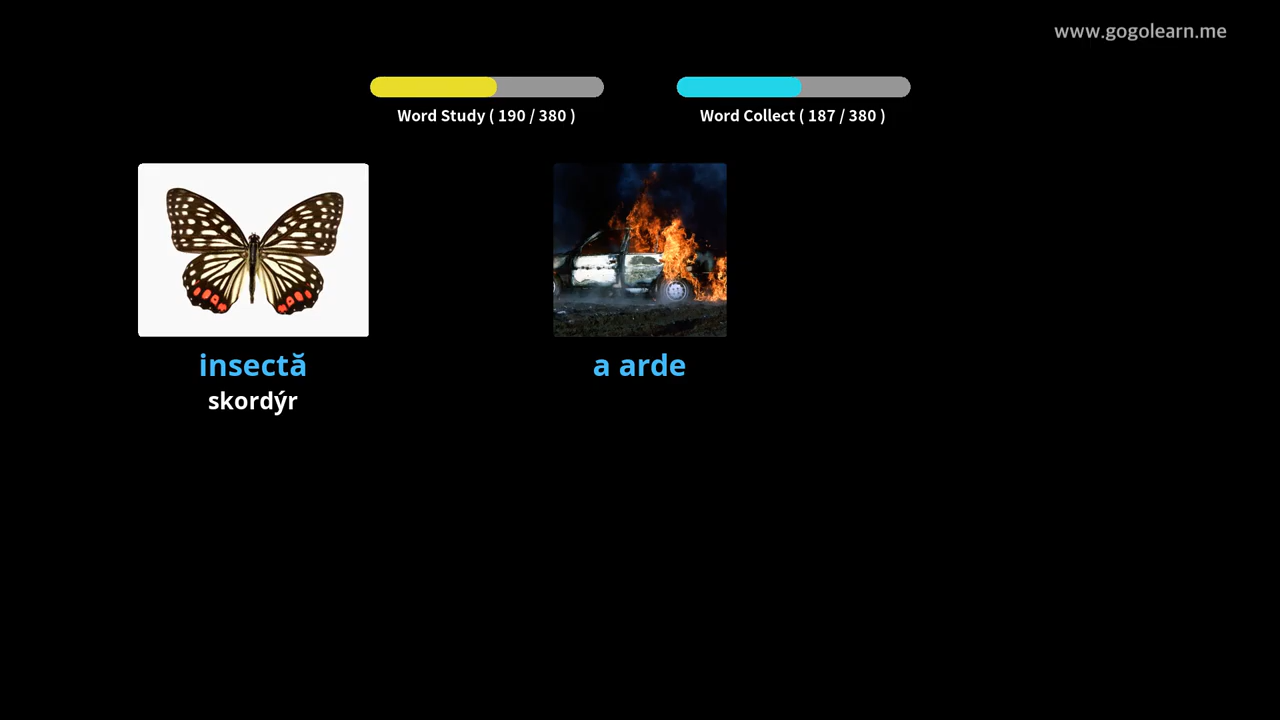 www.gogolearn.me
Word Study ( 190 / 380 )
Word Collect ( 187 / 380 )
insectă
skordýr
a arde